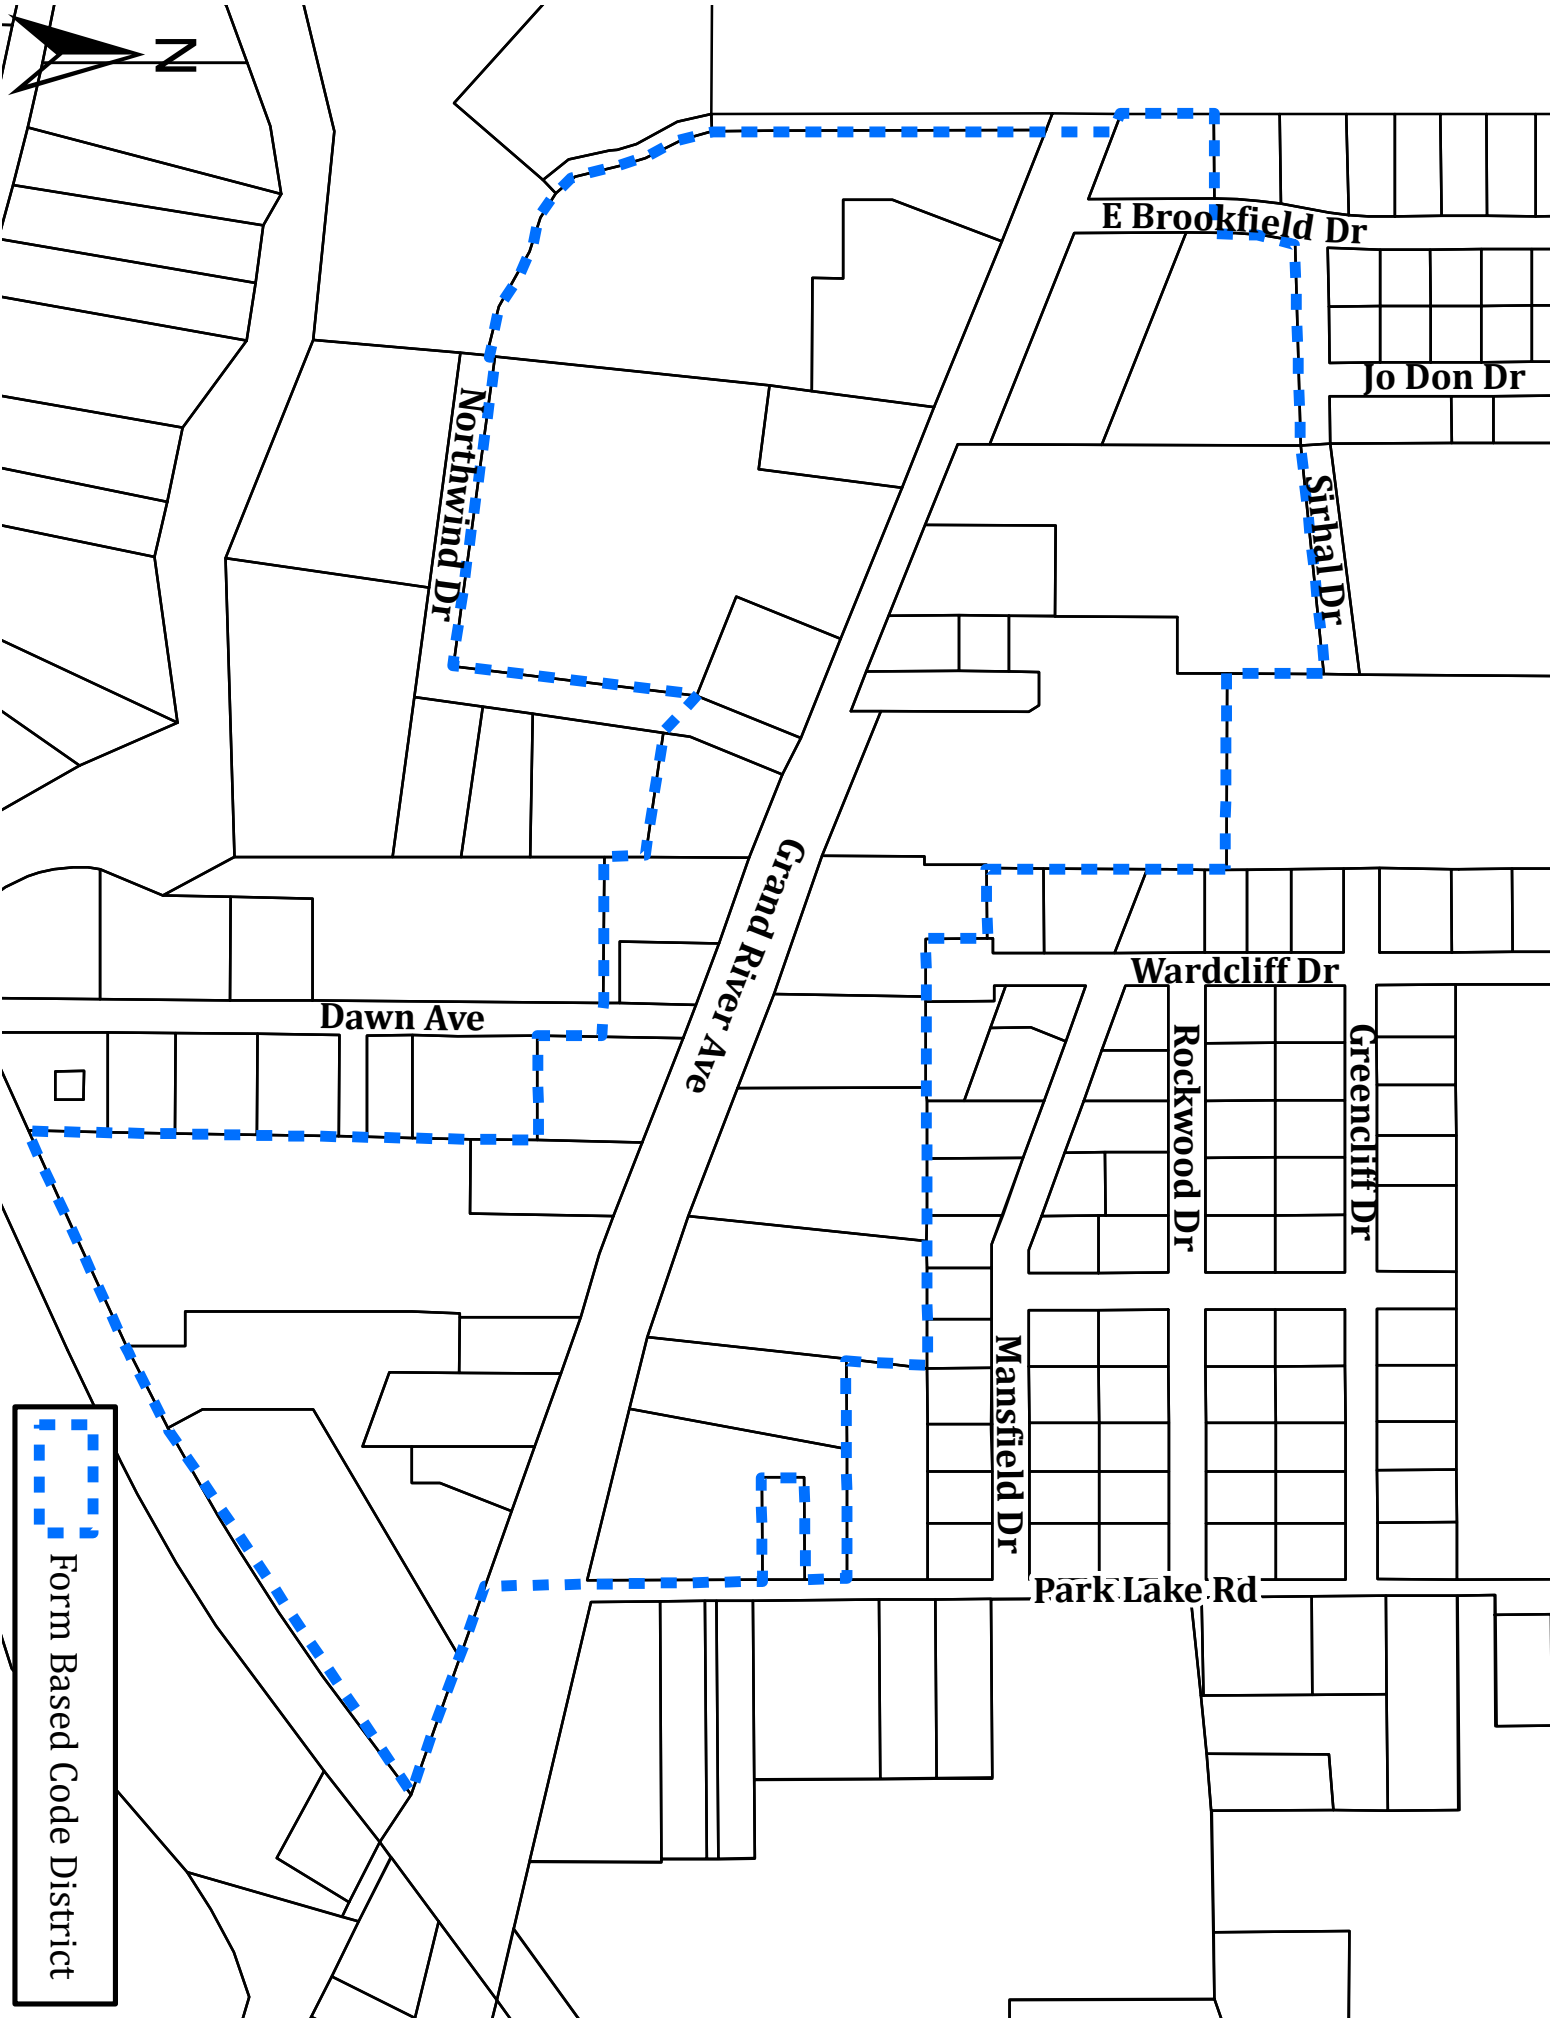 N
E Brookfield Dr
Jo Don Dr
Northwind Dr
Sirhal Dr
Grand River Ave
Wardcliff Dr
Dawn Ave
Rockwood Dr
Greencliff Dr
Mansfield Dr
Park Lake Rd
Form Based Code District